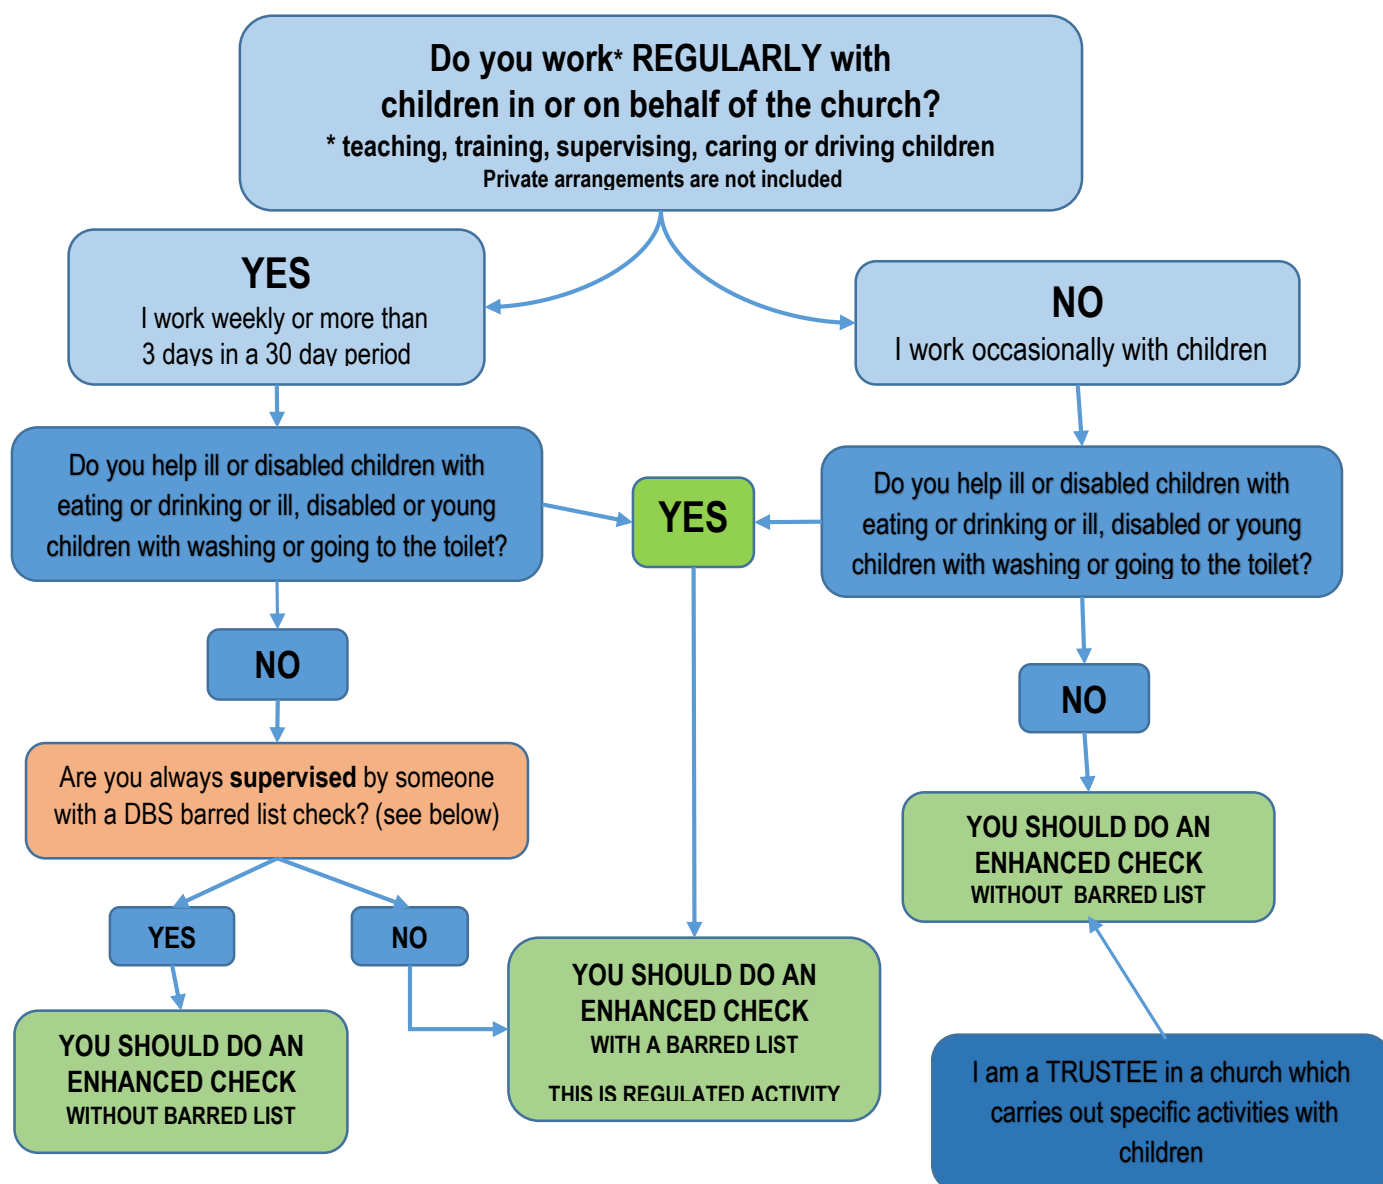 Do you work* REGULARLY with
children in or on behalf of the church?
* teaching, training, supervising, caring or driving children
Private arrangements are not included
YES
I work weekly or more than
3 days in a 30 day period
NO
I work occasionally with children
Do you help ill or disabled children with
eating or drinking or ill, disabled or young
children with washing or going to the toilet?
YES
Do you help ill or disabled children with
eating or drinking or ill, disabled or young
children with washing or going to the toilet?
NO
NO
Are you always supervised by someone
with a DBS barred list check? (see below)
YOU SHOULD DO AN
ENHANCED CHECK
WITHOUT  BARRED LIST
YES
NO
YOU SHOULD DO AN
ENHANCED CHECK
WITH A BARRED LIST
THIS IS REGULATED ACTIVITY
YOU SHOULD DO AN
ENHANCED CHECK
WITHOUT BARRED LIST
I am a TRUSTEE in a church which
carries out specific activities with
children